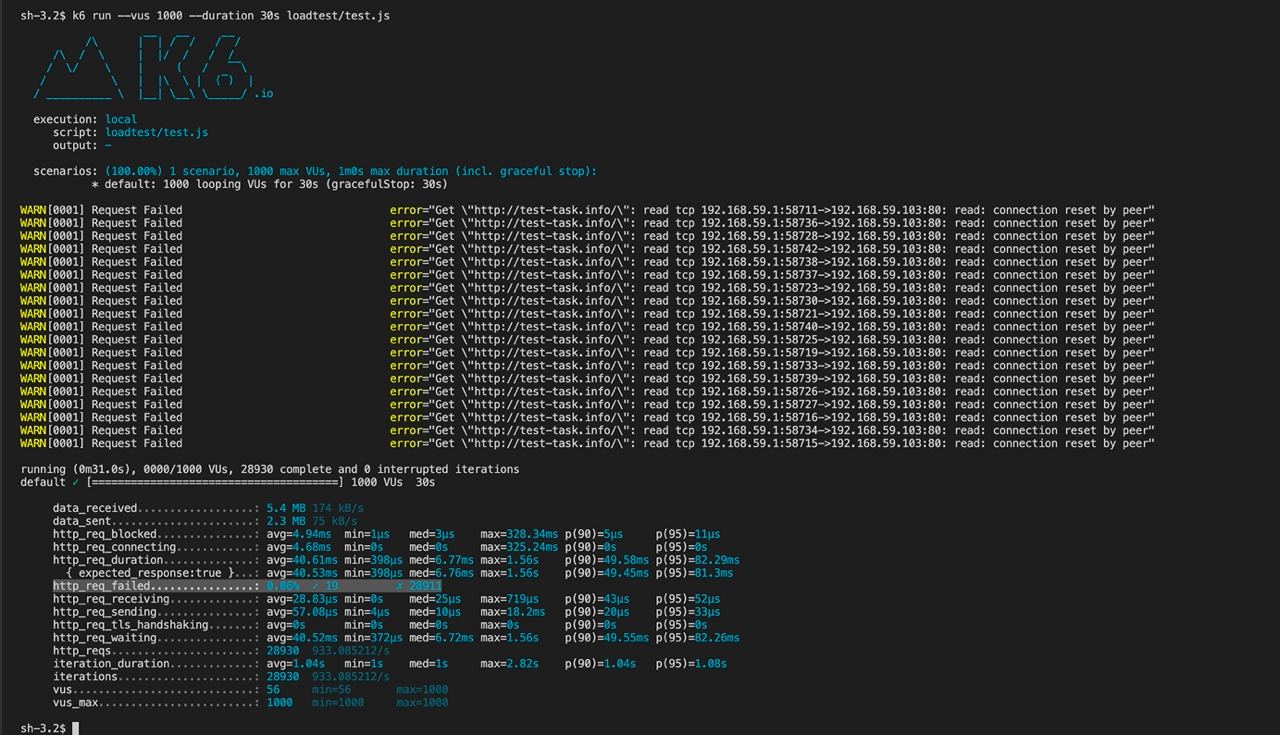 sh-3.2$ k6 run --vus 1000 --duration 30s loadtest/test.js
.io
execution: local
script: loadtest/test.js
output: -
scenarios: (100.00%) 1 scenario, 1000 max VUs, 1m0s max duration (incl. graceful stop):
* default: 1000 looping VUs for 30s (gracefulStop: 30s)
WARN[0001] Request Failed error="Get \"http://test-task.info/\": read tcp 192.168.59.1:58711->192.168.59.103:80: read: connection reset by peer"
WARN[0001] Request Failed error="Get \"http://test-task.info/\": read tcp 192.168.59.1:58736->192.168.59.103:80: read: connection reset by peer"
WARN[0001] Request Failed error="Get \"http://test-task.info/\": read tcp 192.168.59.1:58728->192.168.59.103:80: read: connection reset by peer"
WARN[0001] Request Failed error="Get \"http://test-task.info/\": read tcp 192.168.59.1:58742->192.168.59.103:80: read: connection reset by peer"
WARN[0001] Request Failed error="Get \"http://test-task.info/\": read tcp 192.168.59.1:58738->192.168.59.103:80: read: connection reset by peer"
WARN[0001] Request Failed error="Get \"http://test-task.info/\": read tcp 192.168.59.1:58737->192.168.59.103:80: read: connection reset by peer"
WARN[0001] Request Failed error="Get \"http://test-task.info/\": read tcp 192.168.59.1:58723->192.168.59.103:80: read: connection reset by peer"
WARN[0001] Request Failed error="Get \"http://test-task.info/\": read tcp 192.168.59.1:58730->192.168.59.103:80: read: connection reset by peer"
WARN[0001] Request Failed error="Get \"http://test-task.info/\": read tcp 192.168.59.1:58721->192.168.59.103:80: read: connection reset by peer"
WARN[0001] Request Failed error="Get \"http://test-task.info/\": read tcp 192.168.59.1:58740->192.168.59.103:80: read: connection reset by peer"
WARN[0001] Request Failed error="Get \"http://test-task.info/\": read tcp 192.168.59.1:58725->192.168.59.103:80: read: connection reset by peer"
WARN[0001] Request Failed error="Get \"http://test-task.info/\": read tcp 192.168.59.1:58719->192.168.59.103:80: read: connection reset by peer"
WARN[0001] Request Failed error="Get \"http://test-task.info/\": read tcp 192.168.59.1:58733->192.168.59.103:80: read: connection reset by peer"
WARN[0001] Request Failed error="Get \"http://test-task.info/\": read tcp 192.168.59.1:58739->192.168.59.103:80: read: connection reset by peer"
WARN[0001] Request Failed error="Get \"http://test-task.info/\": read tcp 192.168.59.1:58726->192.168.59.103:80: read: connection reset by peer"
WARN[0001] Request Failed error="Get \"http://test-task.info/\": read tcp 192.168.59.1:58727->192.168.59.103:80: read: connection reset by peer"
WARN[0001] Request Failed error="Get \"http://test-task.info/\": read tcp 192.168.59.1:58716->192.168.59.103:80: read: connection reset by peer"
WARN[0001] Request Failed error="Get \"http://test-task.info/\": read tcp 192.168.59.1:58734->192.168.59.103:80: read: connection reset by peer"
WARN[0001] Request Failed error="Get \"http://test-task.info/\": read tcp 192.168.59.1:58715->192.168.59.103:80: read: connection reset by peer"
running (0m31.0s), 0000/1000 VUs, 28930 complete and 0 interrupted iterations
default ✓ [======================================] 1000 VUs 30s
data_received..................: 5.4 MB 174 kB/s
data_sent......................: 2.3 MB 75 kB/s
http_req_blocked...............: avg=4.94ms min=1µs med=3µs max=328.34ms p(90)=5µs p(95)=11µs
http_req_connecting............: avg=4.68ms min=0s med=0s max=325.24ms p(90)=0s p(95)=0s
http_req_duration..............: avg=40.61ms min=398µs med=6.77ms max=1.56s p(90)=49.58ms p(95)=82.29ms
{ expected_response:true }...: avg=40.53ms min=398µs med=6.76ms max=1.56s p(90)=49.45ms p(95)=81.3ms
http_req_failed................: 0.06% ✓ 19 ✗ 28911
http_req_receiving.............: avg=28.83µs min=0s med=25µs max=719µs p(90)=43µs p(95)=52µs
http_req_sending...............: avg=57.08µs min=4µs med=10µs max=18.2ms p(90)=20µs p(95)=33µs
http_req_tls_handshaking.......: avg=0s min=0s med=0s max=0s p(90)=0s p(95)=0s
http_req_waiting...............: avg=40.52ms min=372µs med=6.72ms max=1.56s p(90)=49.55ms p(95)=82.26ms
http_reqs......................: 28930 933.085212/s
iteration_duration.............: avg=1.04s min=1s med=1s max=2.82s p(90)=1.04s p(95)=1.08s
iterations.....................: 28930 933.085212/s
vus............................: 56 min=56 max=1000
vus_max........................: 1000 min=1000 max=1000
sh-3.2$